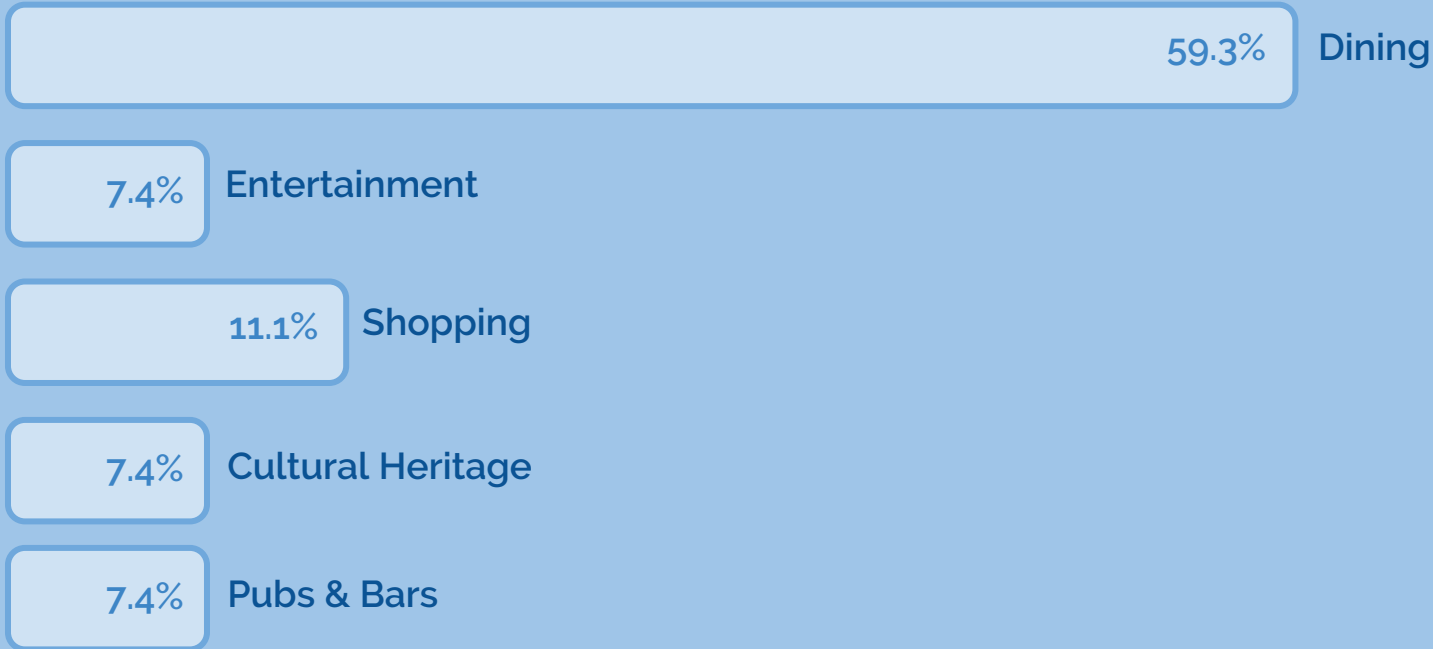 59.3% Dining
7.4% Entertainment
11.1% Shopping
7.4% Cultural Heritage
7.4% Pubs & Bars